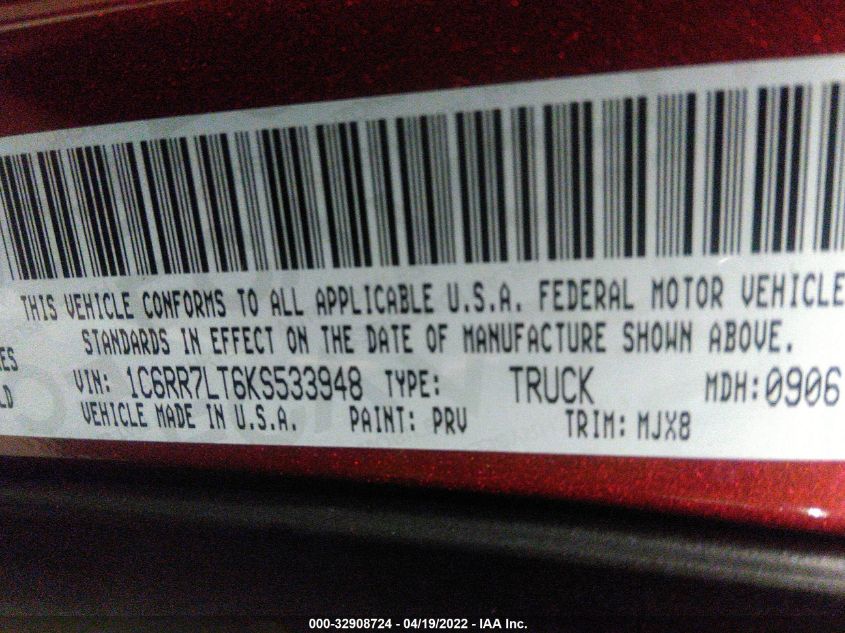 THIS VEHICLE CONFORMS TO ALL APPLICABLE U.S.A. FEDERAL MOTOR VEHICLE
STANDARDS IN EFFECT ON THE DATE OF MANUFACTURE SHOWN ABOVE.
ES
LD
VIN: 1C6RR7LT6KS533948 TYPE: TRUCK MDH:0906
VEHICLE MADE IN U.S.A. PAINT: PRV TRIM: MJX8
000-32908724 - 04/19/2022 - IAA Inc.